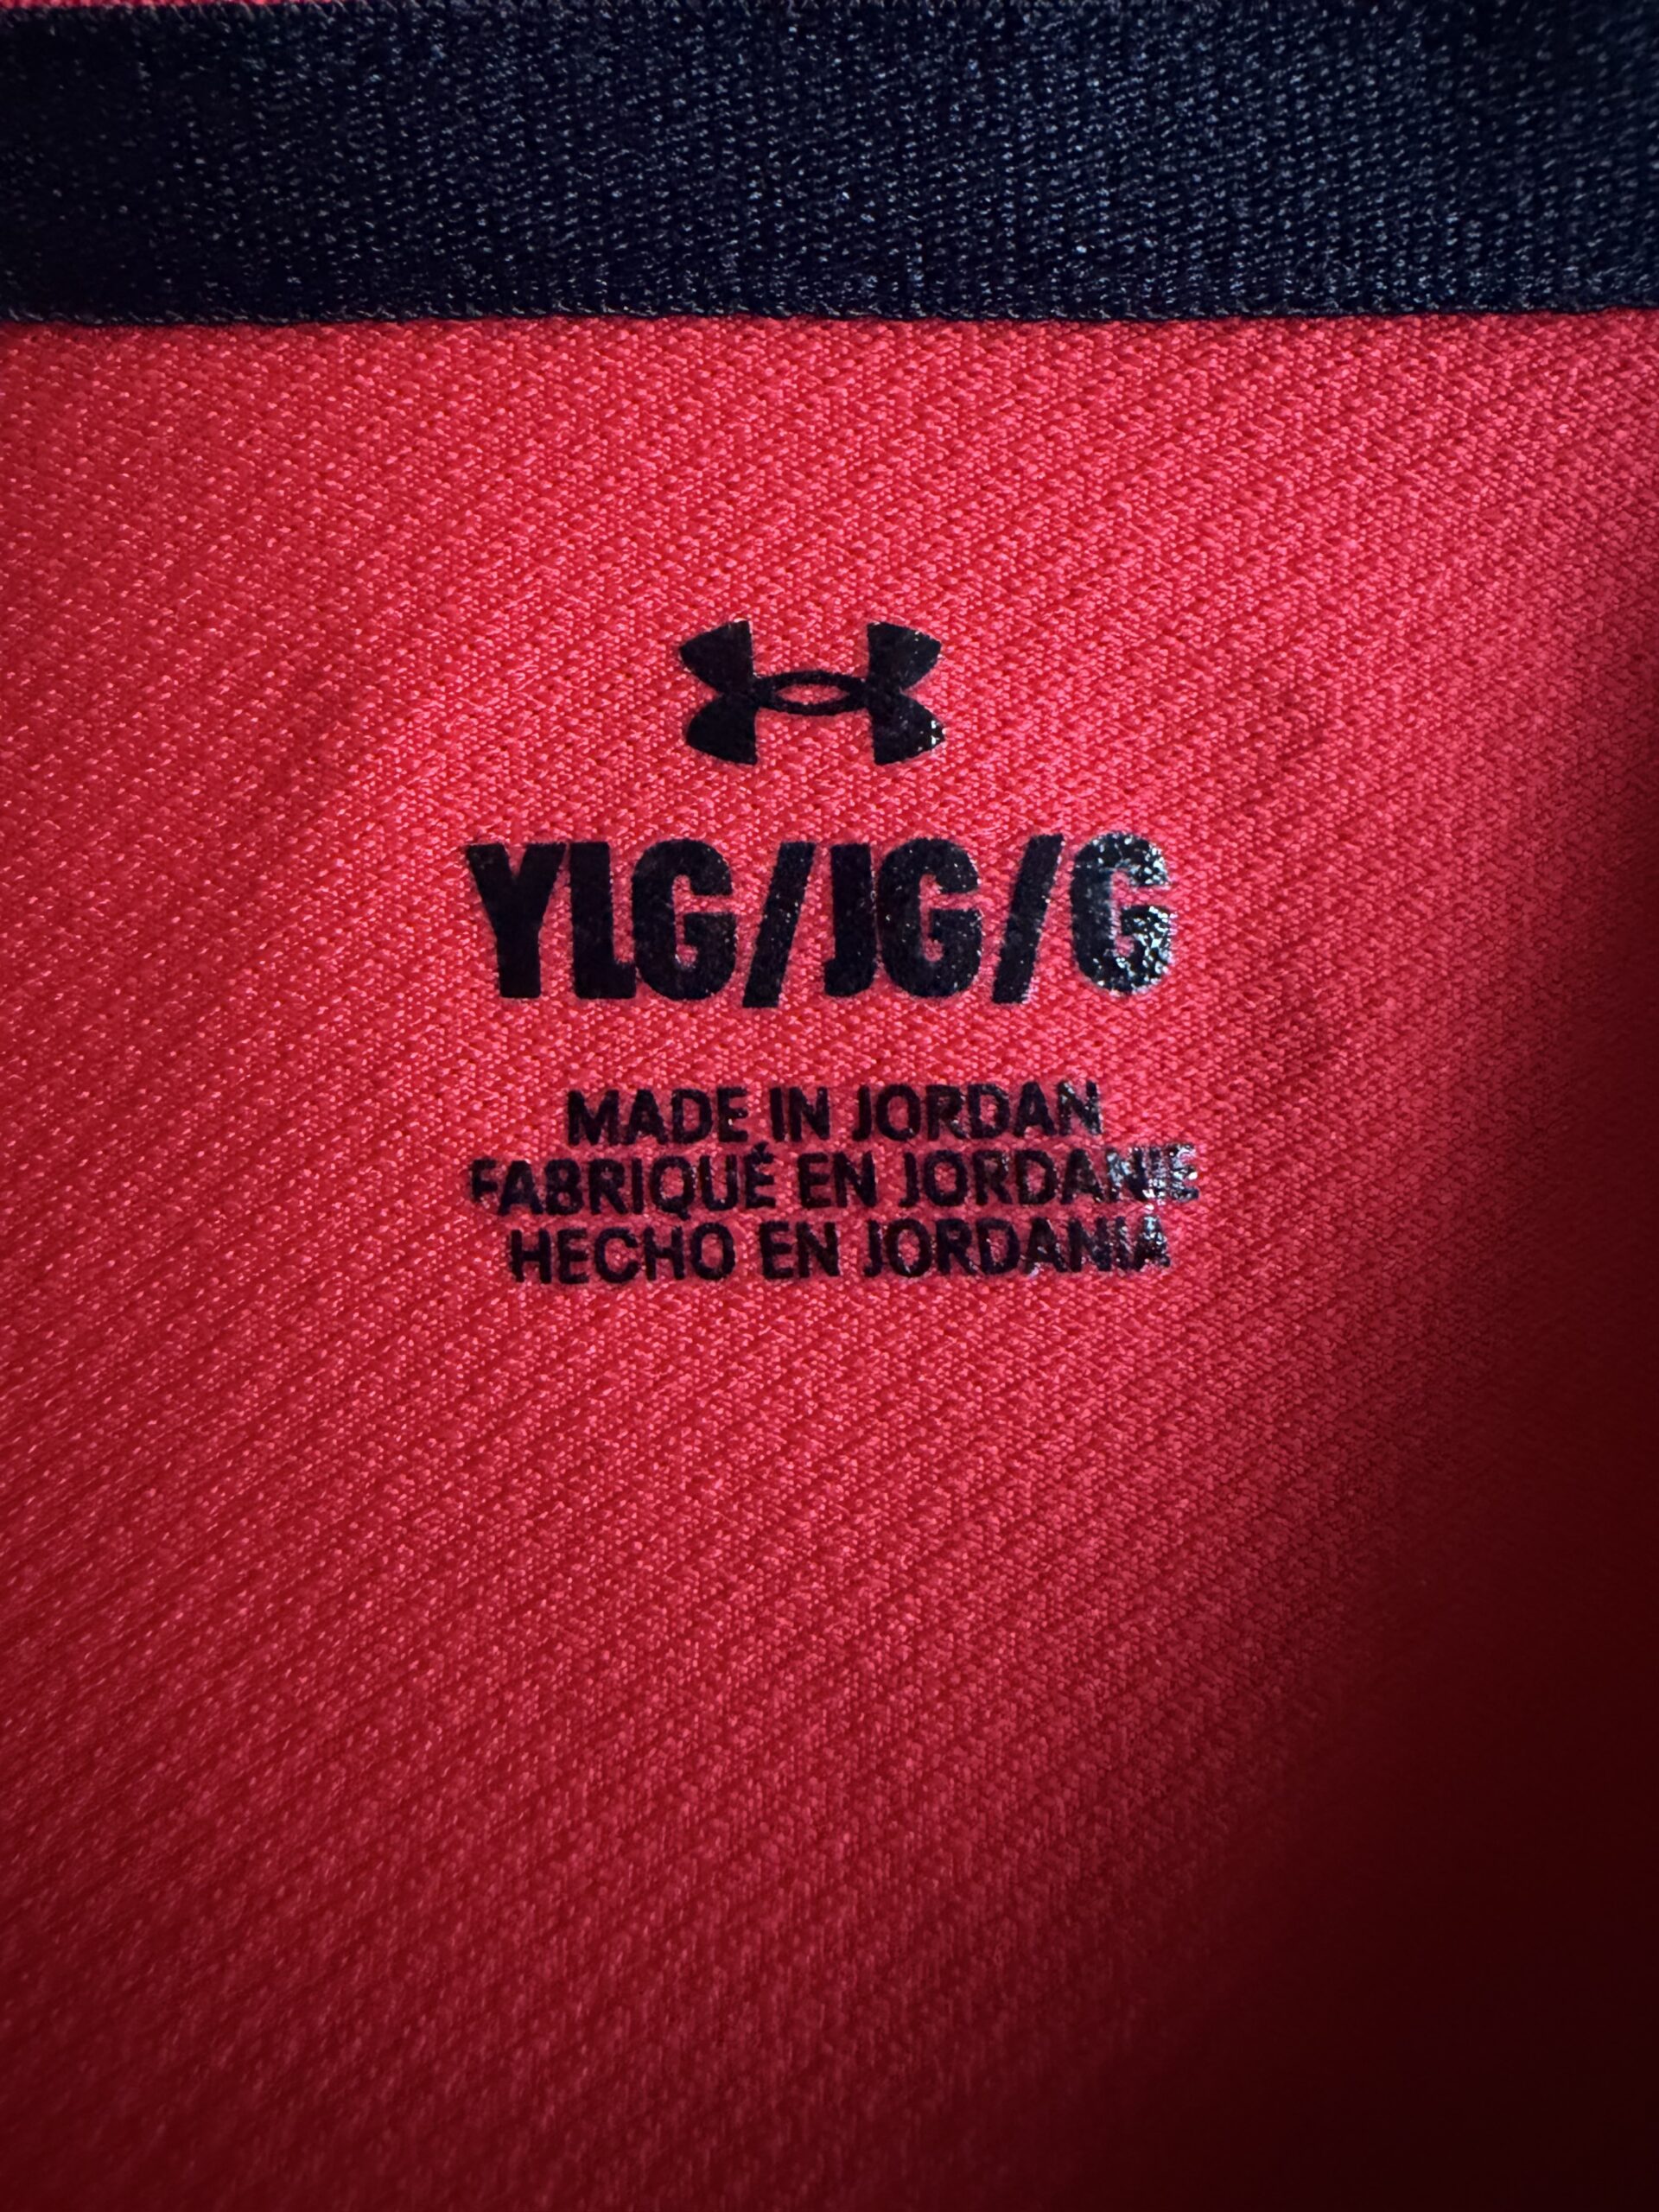 YLG/JG/G
MADE IN JORDAN
FABRIQUÉ EN JORDANIE
HECHO EN JORDANIA